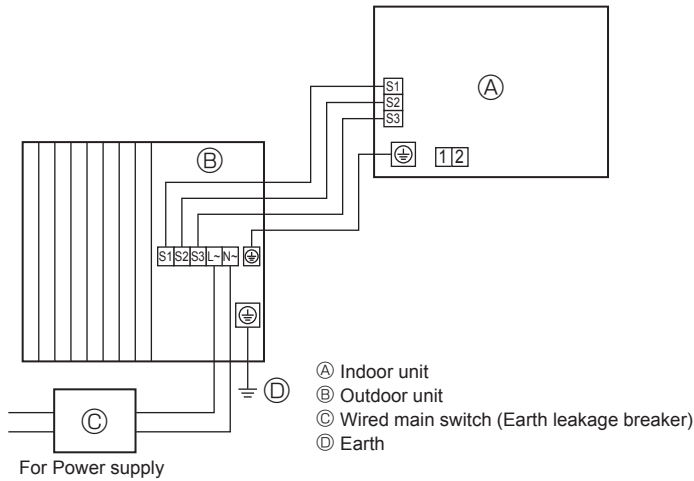 S1
S2
S3
Ⓐ
1 2
Ⓑ
S1 S2 S3 L~ N~
Ⓓ
Ⓒ
For Power supply
Ⓐ Indoor unit
Ⓑ Outdoor unit
Ⓒ Wired main switch (Earth leakage breaker)
Ⓓ Earth